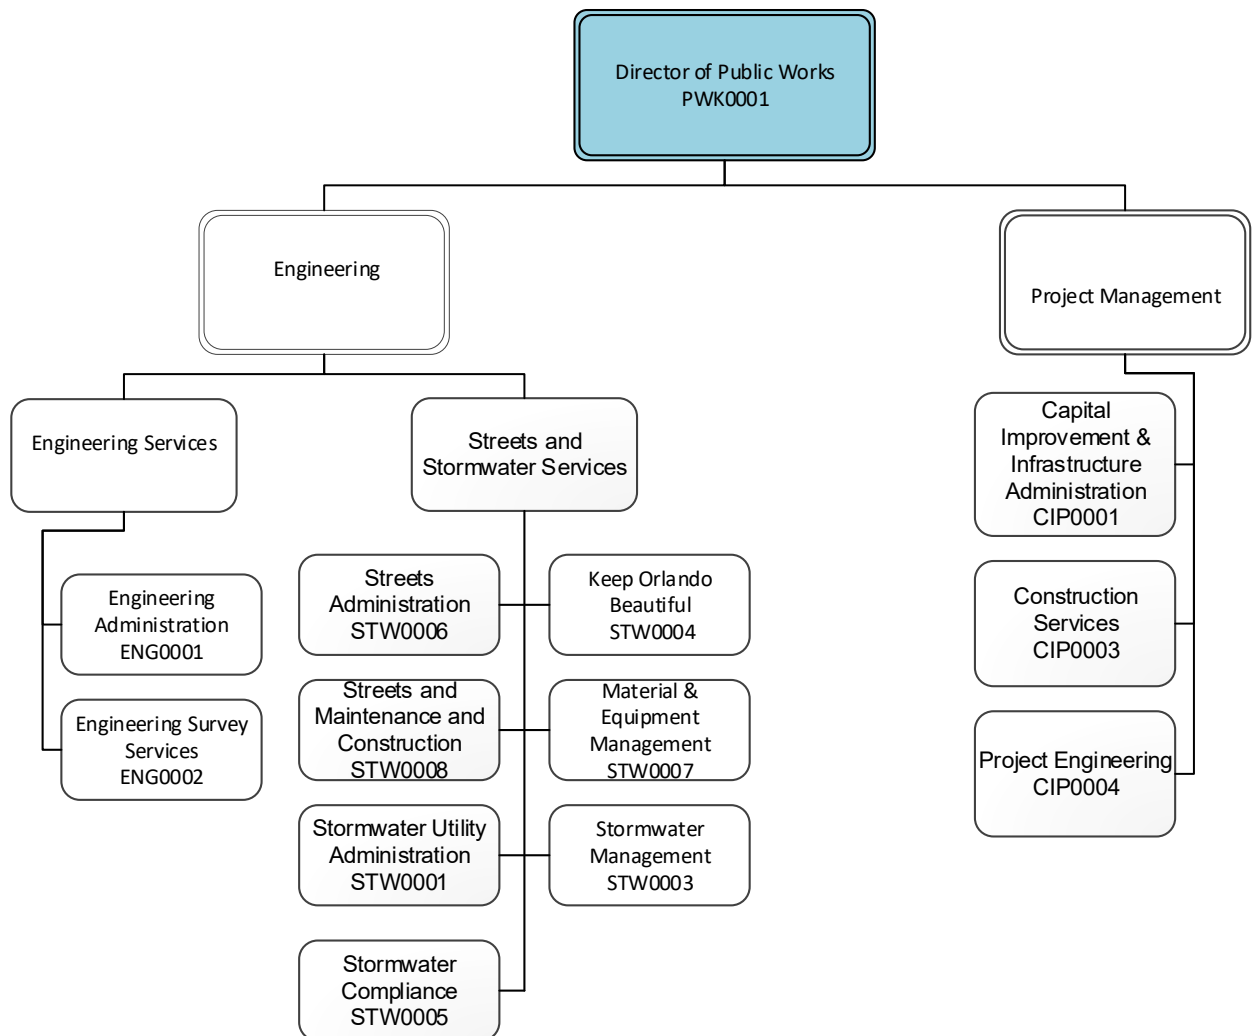 Director of Public Works
PWK0001
Engineering
Project Management
Engineering Services
Streets and
Stormwater Services
Capital
Improvement &
Infrastructure
Administration
CIP0001
Streets
Administration
STW0006
Keep Orlando
Beautiful
STW0004
Construction
Services
CIP0003
Engineering
Administration
ENG0001
Streets and
Maintenance and
Construction
STW0008
Material &
Equipment
Management
STW0007
Engineering Survey
Services
ENG0002
Project Engineering
CIP0004
Stormwater Utility
Administration
STW0001
Stormwater
Management
STW0003
Stormwater
Compliance
STW0005